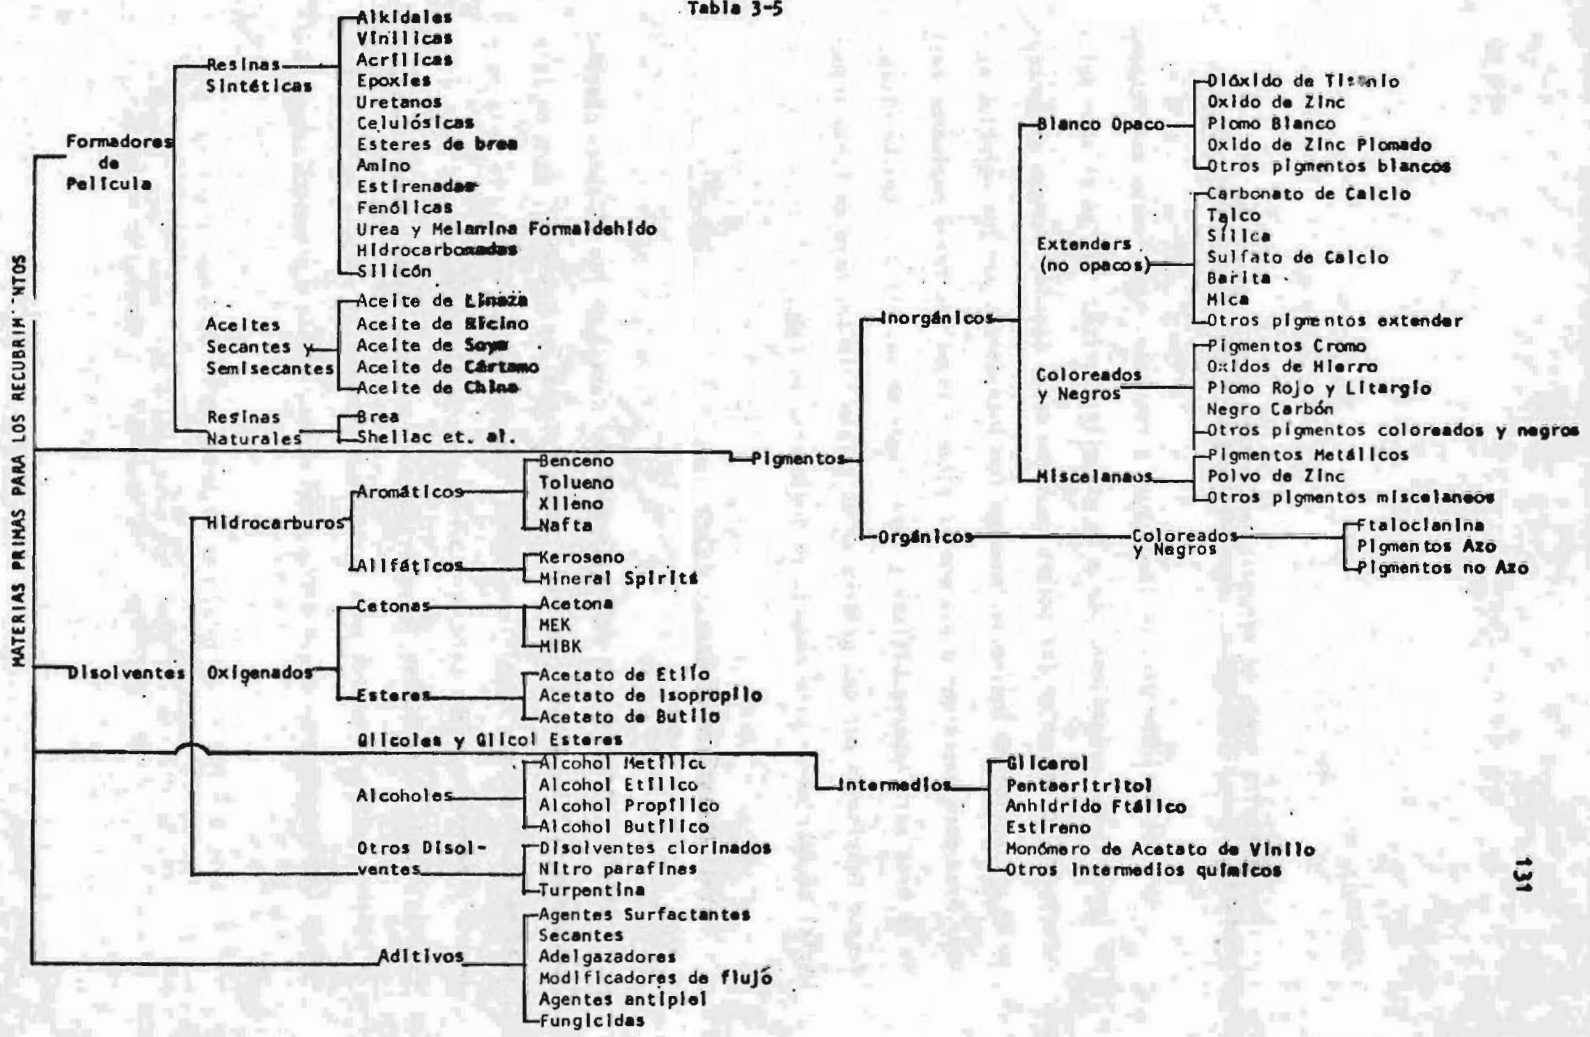 Tabla 3-5
MATERIAS PRIMAS PARA LOS
Formadores
de
Película
Resinas
Sintéticas
Alkidales
Vinílicas
Acrílicas
Epoxies
Uretanos
Celulósicas
Esteres de brea
Amino
Estirenadas
Fenólicas
Urea y Melamina Formaldehido
Hidrocarbonadas
Silicón
Aceites
Secantes y
Semisecantes
Aceite de Linaza
Aceite de Ricino
Aceite de Soya
Aceite de Cártamo
Aceite de China
Resinas
Naturales
Brea
Shellac et. al.
Pigmentos
Inorgánicos
Blanco Opaco
Dióxido de
Oxido de Zinc
Plomo Blanco
Oxido de Zinc Plomado
Otros pigmentos blancos
Extenders
(no opacos)
Carbonato de Calcio
Talco
Sílica
Sulfato de Calcio
Barita
Mica
Otros pigmentos extender
Coloreados
y Negros
Pigmentos Cromo
Oxidos de Hierro
Plomo Rojo y Litargio
Negro Carbón
Otros pigmentos coloreados y negros
Miscelaneos
Pigmentos Metálicos
Polvo de Zinc
Otros pigmentos miscelaneos
Orgánicos
Coloreados
y Negros
Ftalocianina
Pigmentos Azo
Pigmentos no Azo
Disolventes
Hidrocarburos
Aromáticos
Benceno
Tolueno
Xileno
Nafta
Alifáticos
Keroseno
Mineral Spirits
Oxigenados
Cetonas
Acetona
MEK
MIBK
Esteres
Acetato de Etilo
Acetato de Isopropilo
Acetato de Butilo
Glicoles y Glicol Esteres
Alcoholes
Alcohol Metílico
Alcohol Etílico
Alcohol Propílico
Alcohol Butílico
Otros Disol-
ventes
Disolventes clorinados
Nitro parafinas
Turpentina
Intermedios
Glicerol
Pentaeritritol
Anhidrido Ftálico
Estireno
Monómero de Acetato de Vinilo
Otros Intermedios químicos
Aditivos
Agentes Surfactantes
Secantes
Adelgazadores
Modificadores de flujo
Agentes antipiel
Fungicidas
131